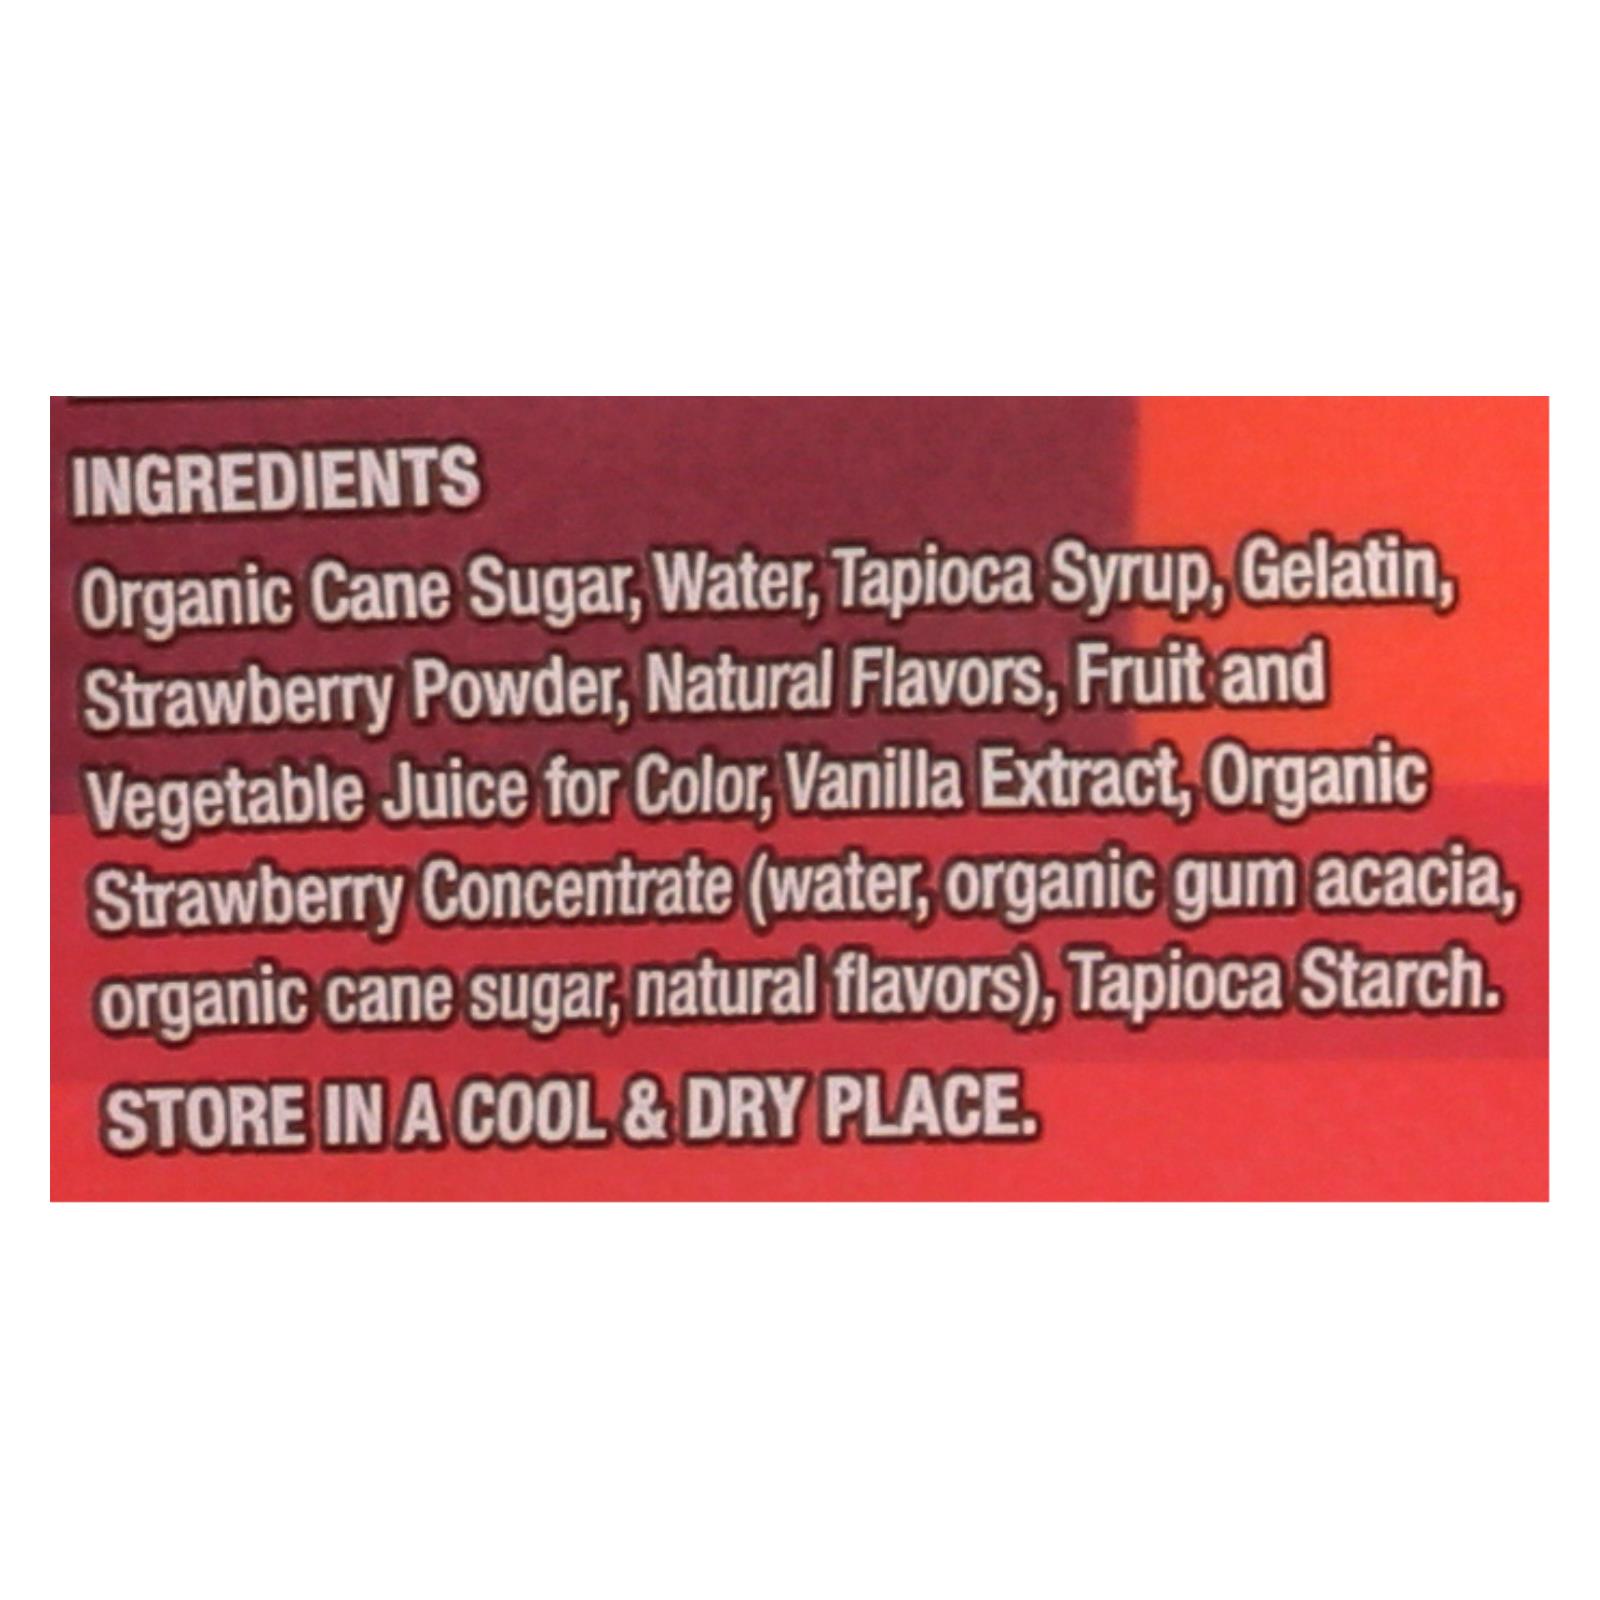 INGREDIENTS
Organic Cane Sugar, Water, Tapioca Syrup, Gelatin,
Strawberry Powder, Natural Flavors, Fruit and
Vegetable Juice for Color, Vanilla Extract, Organic
Strawberry Concentrate (water, organic gum acacia,
organic cane sugar, natural flavors), Tapioca Starch.
STORE IN A COOL & DRY PLACE.